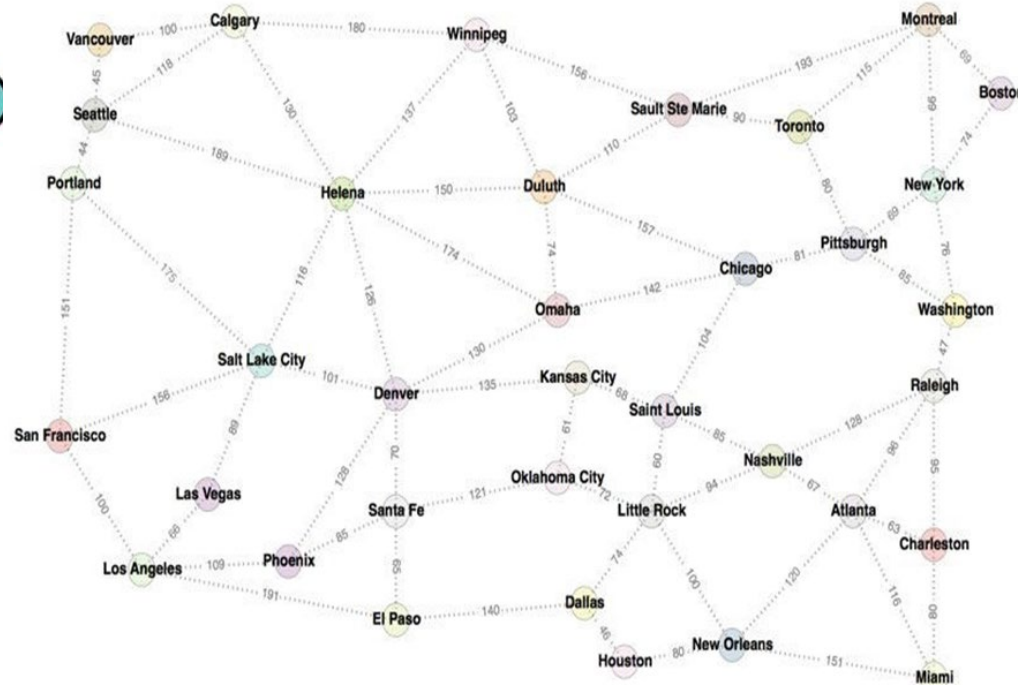 Vancouver
100
Calgary
180
Winnipeg
Montreal
45
118
156
193
115
69
Boston
Seattle
130
137
103
Sault Ste Marie
90
Toronto
99
74
44
189
110
80
Portland
Helena
150
Duluth
New York
69
157
Pittsburgh
76
175
116
126
174
74
Chicago
81
85
151
142
Omaha
Washington
104
47
130
Salt Lake City
101
Denver
135
Kansas City
68
Saint Louis
Raleigh
156
89
61
85
128
San Francisco
70
60
Nashville
96
95
128
94
67
100
Las Vegas
Oklahoma City
72
66
Santa Fe
121
Little Rock
Atlanta
63
85
Charleston
Los Angeles
109
Phoenix
65
74
100
120
116
191
80
El Paso
140
Dallas
46
Houston
80
New Orleans
151
Miami